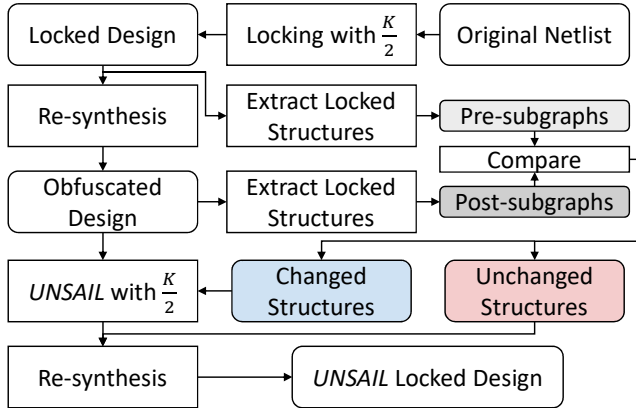 Locked Design
Locking with K/2
Original Netlist
Re-synthesis
Extract Locked
Structures
Pre-subgraphs
Compare
Obfuscated
Design
Extract Locked
Structures
Post-subgraphs
UNSAIL with K/2
Changed
Structures
Unchanged
Structures
Re-synthesis
UNSAIL Locked Design